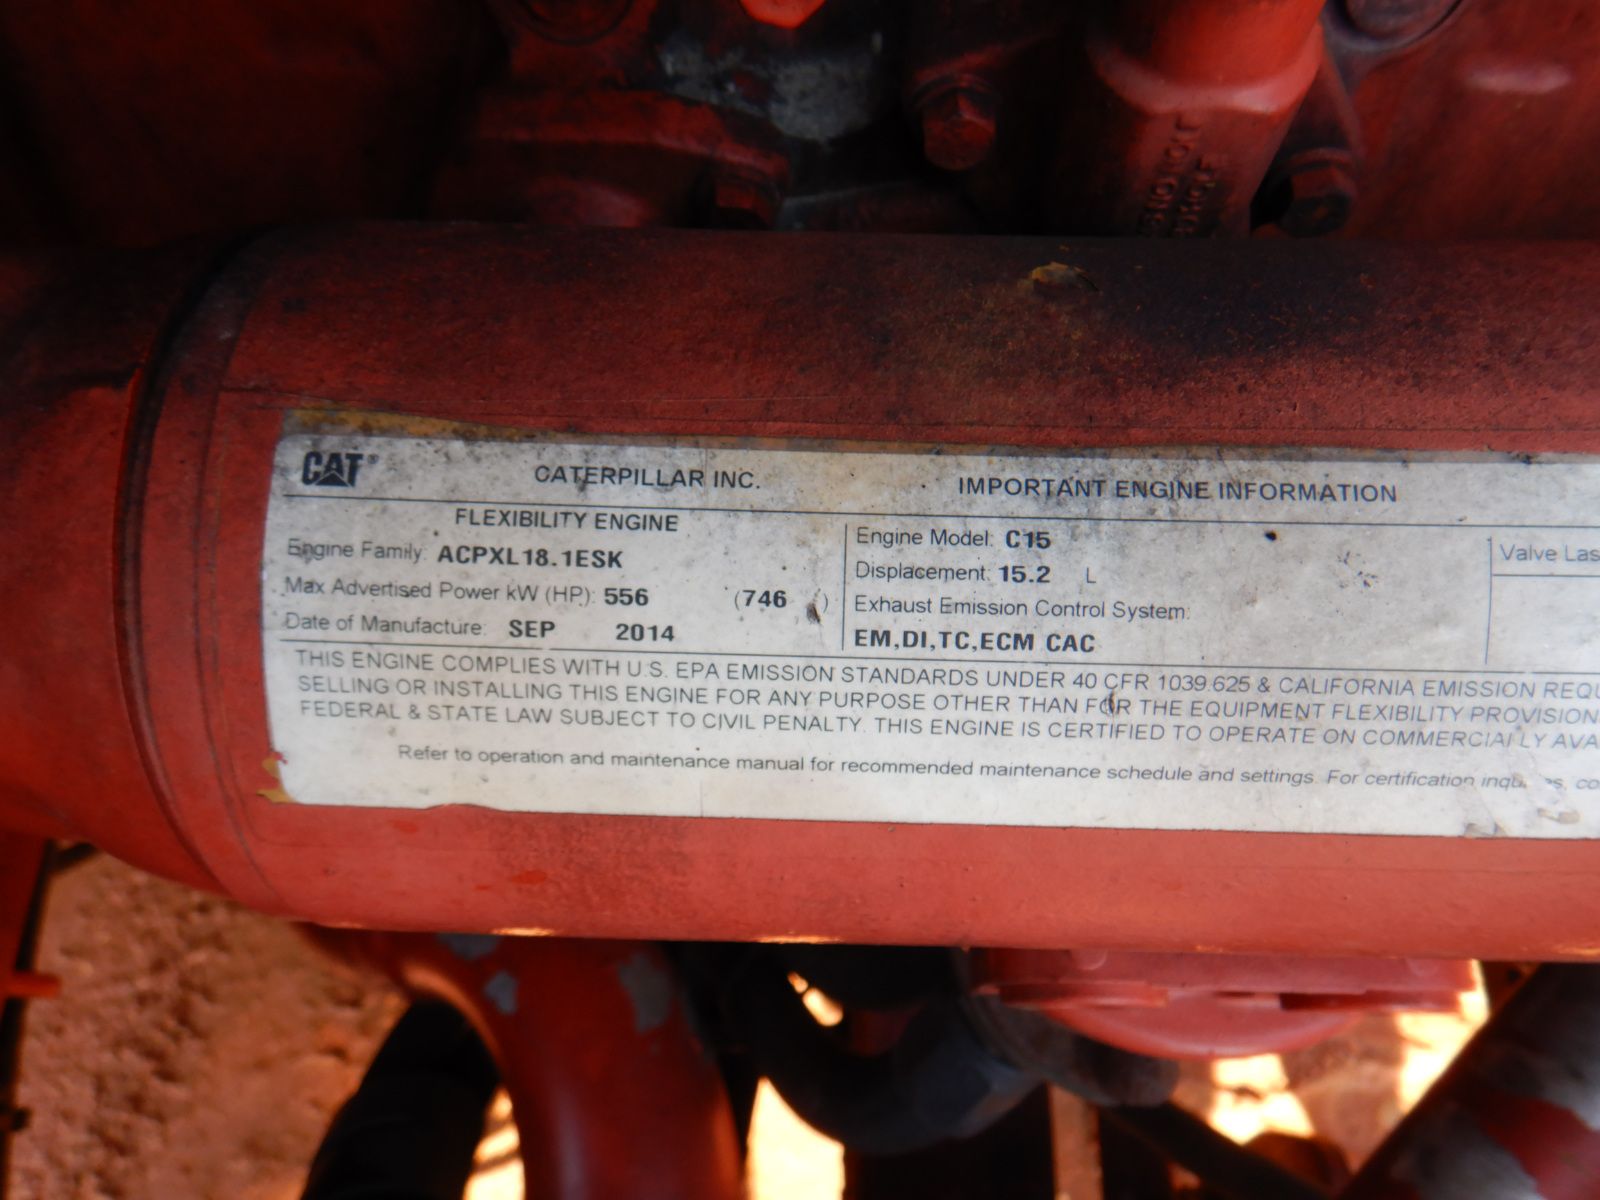 CAT® CATERPILLAR INC. IMPORTANT ENGINE INFORMATION
FLEXIBILITY ENGINE
Engine Family: ACPXL18.1ESK
Max Advertised Power kW (HP): 556 (746 )
Date of Manufacture: SEP 2014
Engine Model: C15
Displacement: 15.2 L
Exhaust Emission Control System:
EM,DI,TC,ECM CAC
Valve Las
THIS ENGINE COMPLIES WITH U.S. EPA EMISSION STANDARDS UNDER 40 CFR 1039.625 & CALIFORNIA EMISSION REQU
SELLING OR INSTALLING THIS ENGINE FOR ANY PURPOSE OTHER THAN FOR THE EQUIPMENT FLEXIBILITY PROVISION
FEDERAL & STATE LAW SUBJECT TO CIVIL PENALTY. THIS ENGINE IS CERTIFIED TO OPERATE ON COMMERCIALLY AVA
Refer to operation and maintenance manual for recommended maintenance schedule and settings. For certification inquiries, co